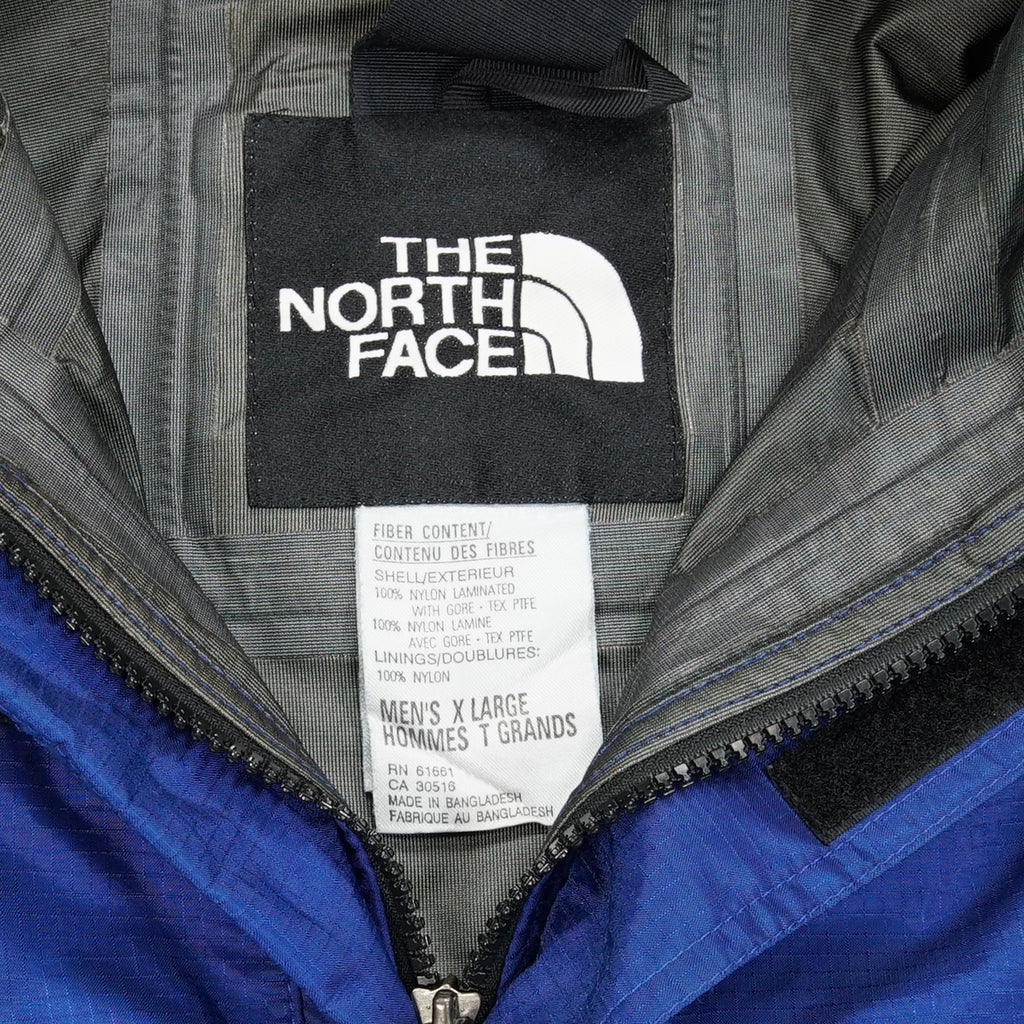 THE
NORTH
FACE
FIBER CONTENT/
CONTENU DES FIBRES
SHELL/EXTERIEUR
100% NYLON LAMINATED
WITH GORE - TEX PTFE
100% NYLON LAMINE
AVEC GORE - TEX PTFE
LININGS/DOUBLURES:
100% NYLON
MEN'S X LARGE
HOMMES T GRANDS
RN 61661
CA 30516
MADE IN BANGLADESH
FABRIQUE AU BANGLADESH